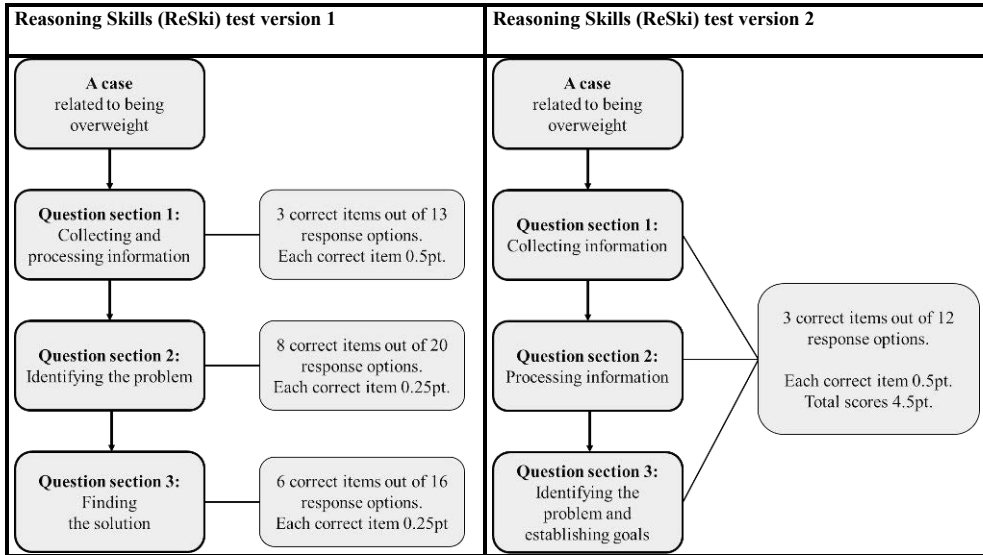 Reasoning Skills (ReSki) test version 1
A case
related to being
overweight
Question section 1:
Collecting and
processing information
3 correct items out of 13
response options.
Each correct item 0.5pt.
Question section 2:
Identifying the problem
8 correct items out of 20
response options.
Each correct item 0.25pt.
Question section 3:
Finding
the solution
6 correct items out of 16
response options.
Each correct item 0.25pt
Reasoning Skills (ReSki) test version 2
A case
related to being
overweight
Question section 1:
Collecting information
Question section 2:
Processing information
Question section 3:
Identifying the
problem and
establishing goals
3 correct items out of 12
response options.
Each correct item 0.5pt.
Total scores 4.5pt.